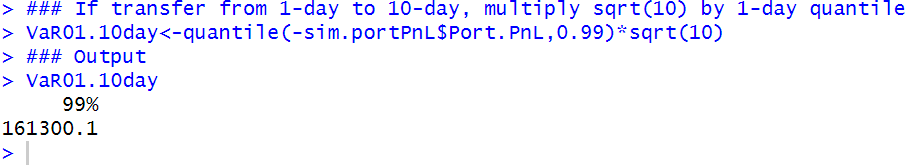 > ### If transfer from 1-day to 10-day, multiply sqrt(10) by 1-day quantile
> VaR01.10day<-quantile(-sim.portPnL$Port.PnL,0.99)*sqrt(10)
> ### Output
> VaR01.10day
99%
161300.1
>